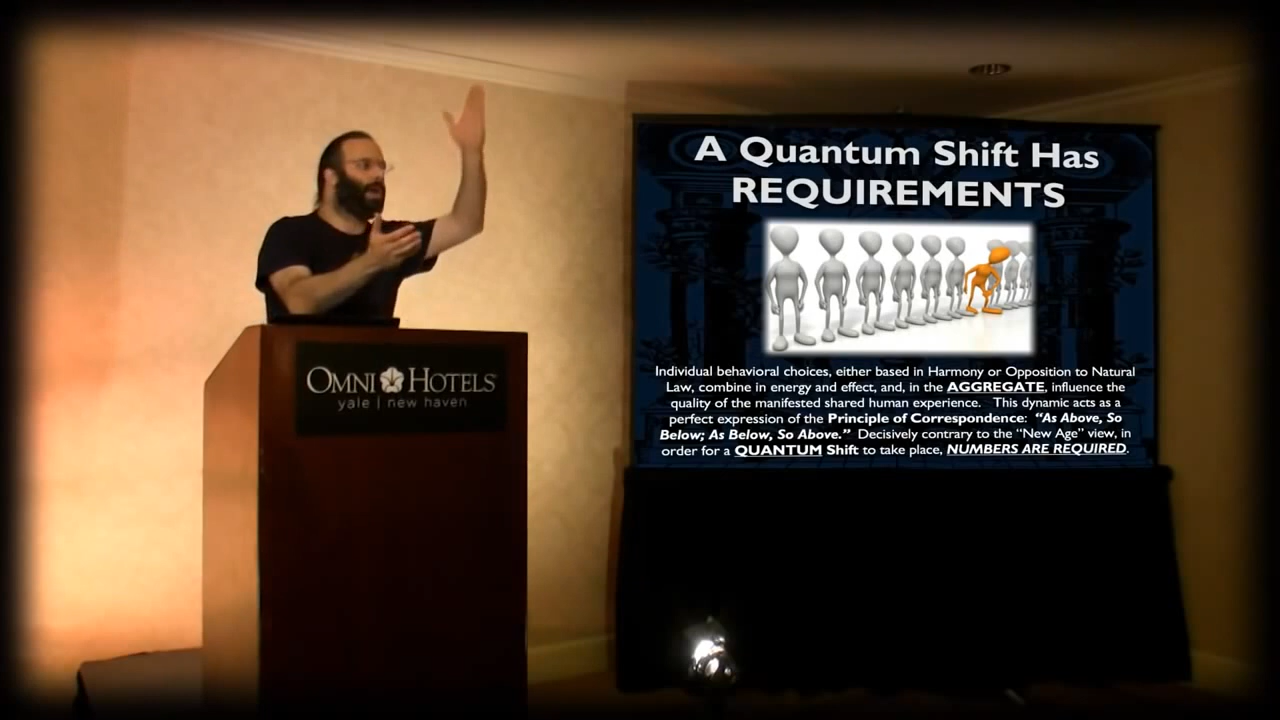 A Quantum Shift Has
REQUIREMENTS
Individual behavioral choices, either based in Harmony or Opposition to Natural
Law, combine in energy and effect, and, in the AGGREGATE, influence the
quality of the manifested shared human experience.   This dynamic acts as a
perfect expression of the Principle of Correspondence:  “As Above, So
Below; As Below, So Above.”  Decisively contrary to the “New Age” view, in
order for a QUANTUM Shift to take place, NUMBERS ARE REQUIRED.
OMNI HOTELS
yale | new haven